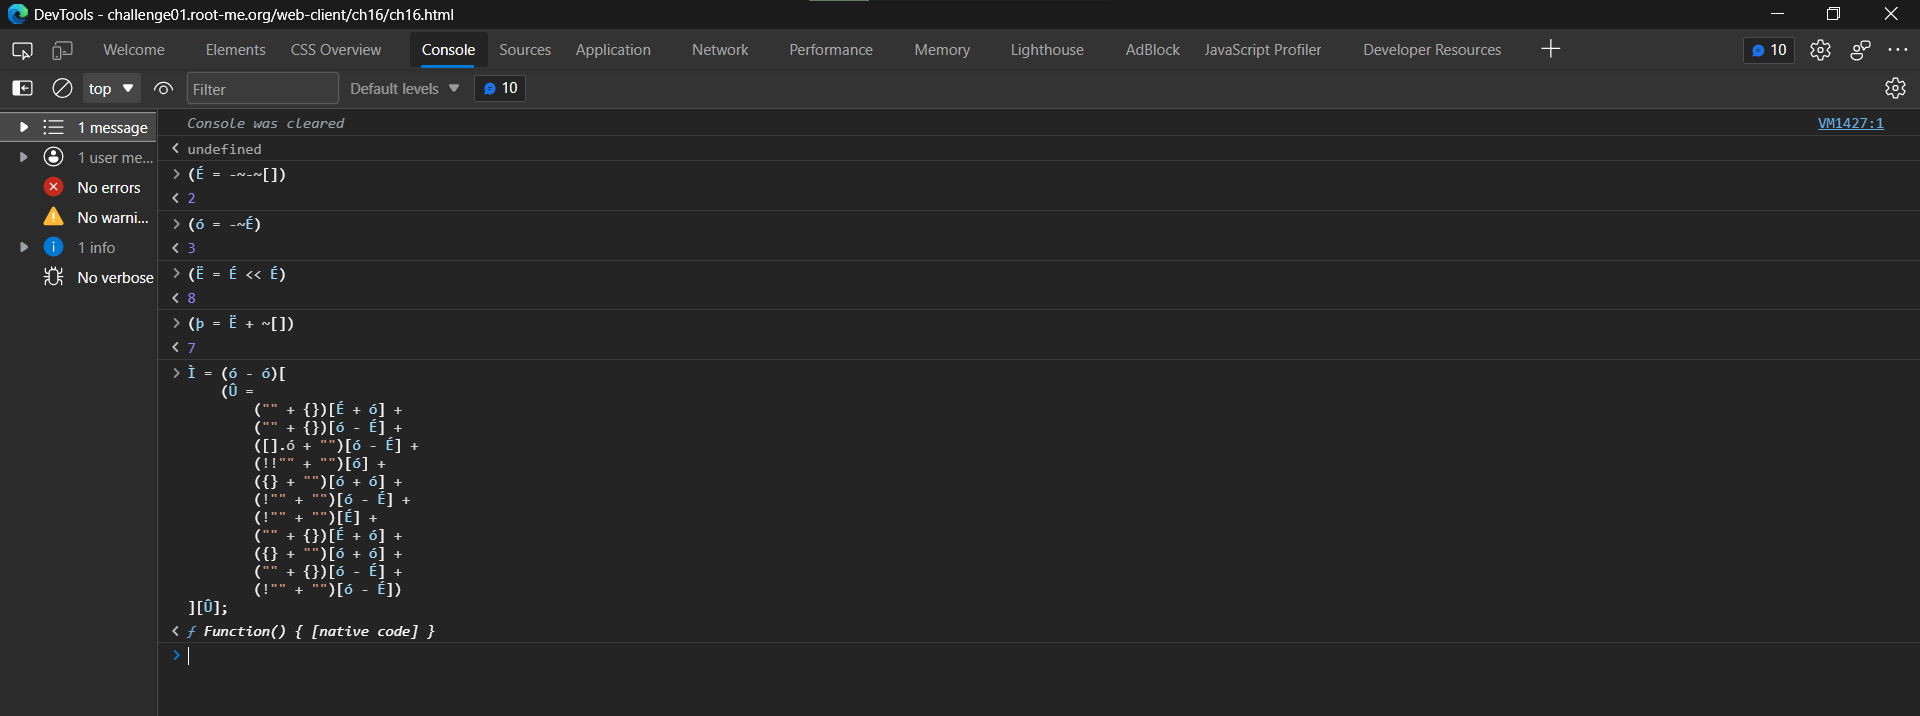 DevTools - challenge01.root-me.org/web-client/ch16/ch16.html
Welcome Elements CSS Overview Console Sources Application Network Performance Memory Lighthouse AdBlock JavaScript Profiler Developer Resources 10
top Filter Default levels 10
1 message
1 user me...
No errors
No warni...
1 info
No verbose
Console was cleared VM1427:1
undefined
(É = -~-~[])
2
(ó = -~É)
3
(Ë = É << É)
8
(þ = Ë + ~[])
7
Ì = (ó - ó)[
(Û =
("" + {})[É + ó] +
("" + {})[ó - É] +
([].ó + "")[ó - É] +
(!!"" + "")[ó] +
({} + "")[ó + ó] +
(!"" + "")[ó - É] +
(!"" + "")[É] +
("" + {})[É + ó] +
({} + "")[ó + ó] +
("" + {})[ó - É] +
(!"" + "")[ó - É])
][Û];
ƒ Function() { [native code] }